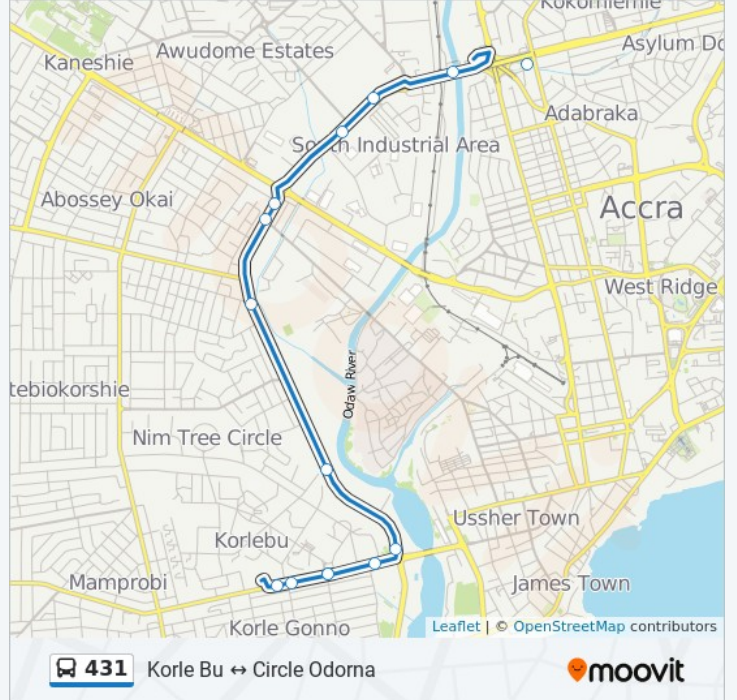 Kokomlemle
Awudome Estates
Asylum Do
Kaneshie
Adabraka
South Industrial Area
Abossey Okai
Accra
West Ridge
Odaw River
tebiokorshie
Nim Tree Circle
Ussher Town
Korlebu
Mamprobi
James Town
Korle Gonno
Leaflet | © OpenStreetMap contributors
431 Korle Bu ↔ Circle Odorna
moovit